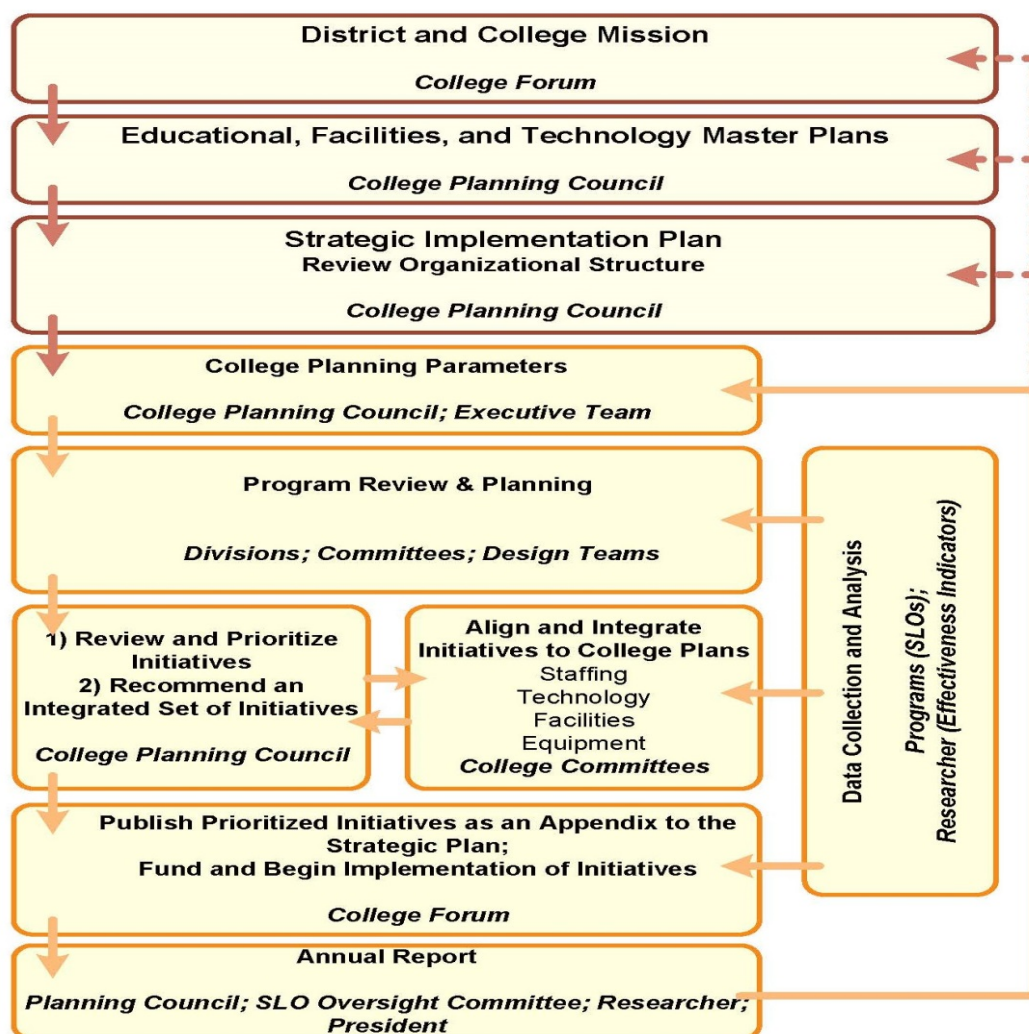 District and College Mission
College Forum
Educational, Facilities, and Technology Master Plans
College Planning Council
Strategic Implementation Plan
Review Organizational Structure
College Planning Council
College Planning Parameters
College Planning Council; Executive Team
Program Review & Planning
Divisions; Committees; Design Teams
1) Review and Prioritize
Initiatives
2) Recommend an
Integrated Set of Initiatives
College Planning Council
Align and Integrate
Initiatives to College Plans
Staffing
Technology
Facilities
Equipment
College Committees
Data Collection and Analysis
Programs (SLOs);
Researcher (Effectiveness Indicators)
Publish Prioritized Initiatives as an Appendix to the
Strategic Plan;
Fund and Begin Implementation of Initiatives
College Forum
Annual Report
Planning Council; SLO Oversight Committee; Researcher;
President